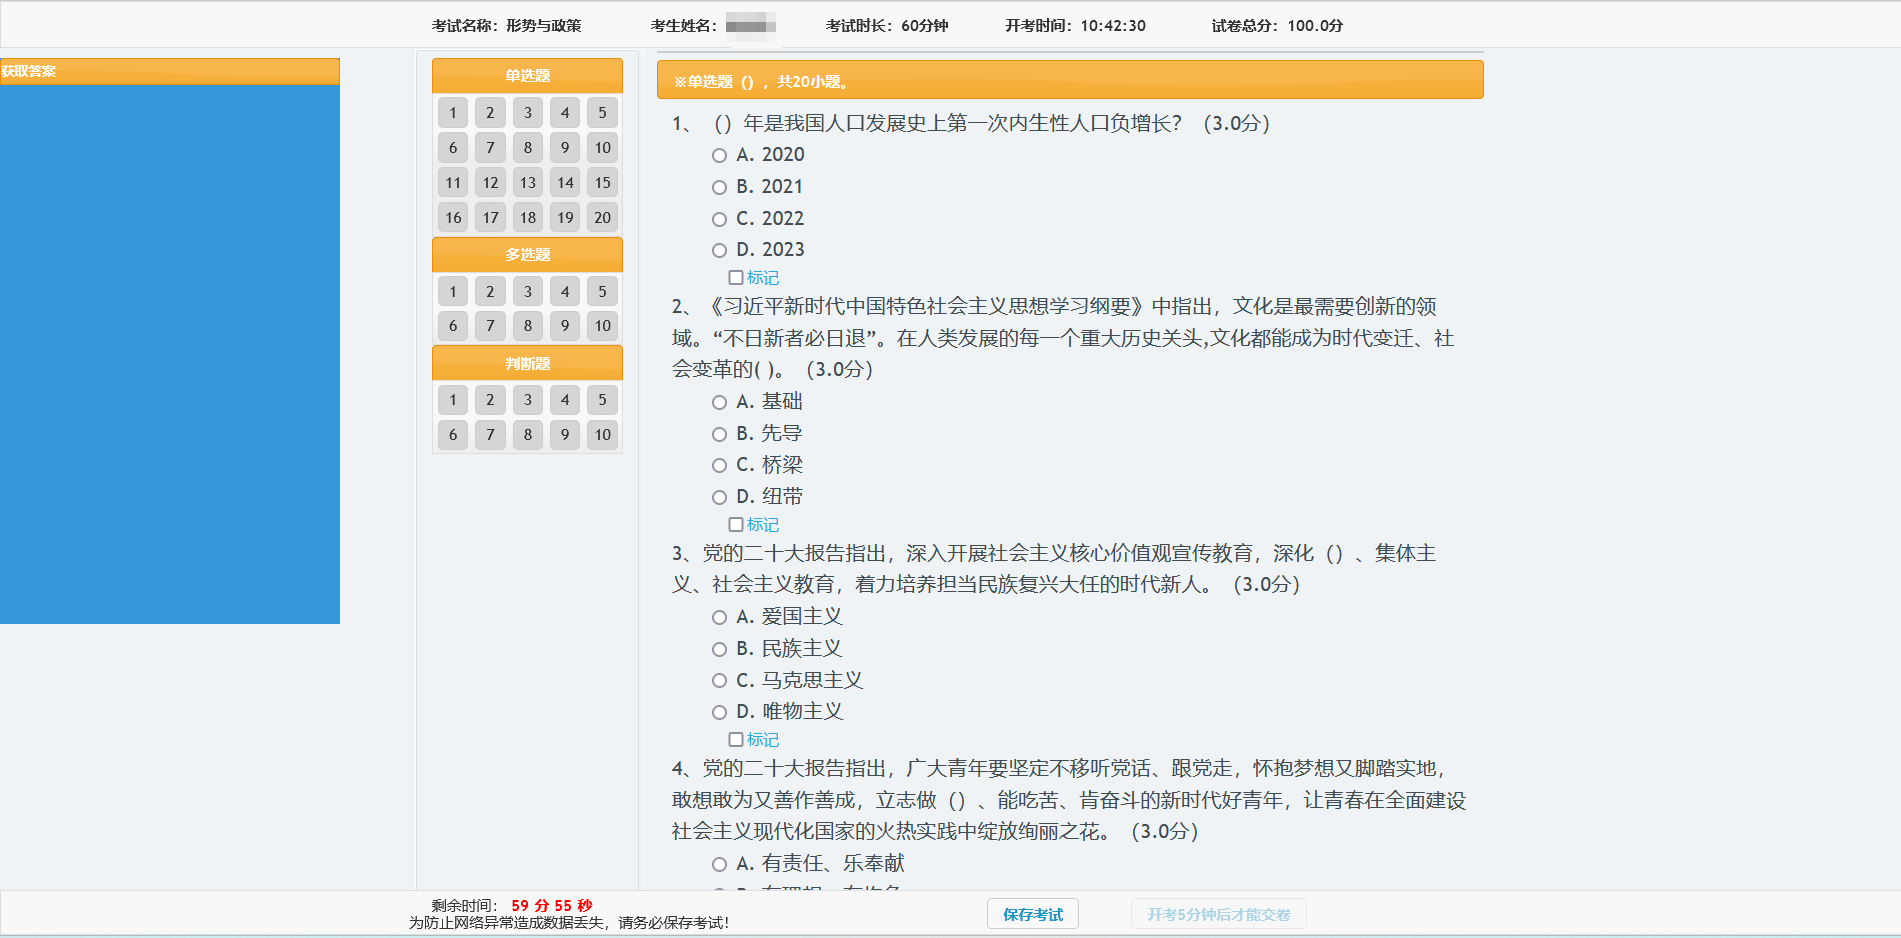 考试名称：形势与政策 考生姓名： 考试时长：60分钟 开考时间：10:42:30 试卷总分：100.0分
获取答案
单选题
1 2 3 4 5
6 7 8 9 10
11 12 13 14 15
16 17 18 19 20
多选题
1 2 3 4 5
6 7 8 9 10
判断题
1 2 3 4 5
6 7 8 9 10
※单选题（），共20小题。
1、（）年是我国人口发展史上第一次内生性人口负增长？（3.0分）
A. 2020
B. 2021
C. 2022
D. 2023
标记
2、《习近平新时代中国特色社会主义思想学习纲要》中指出，文化是最需要创新的领
域。“不日新者必日退”。在人类发展的每一个重大历史关头,文化都能成为时代变迁、社
会变革的( )。（3.0分）
A. 基础
B. 先导
C. 桥梁
D. 纽带
标记
3、党的二十大报告指出，深入开展社会主义核心价值观宣传教育，深化（）、集体主
义、社会主义教育，着力培养担当民族复兴大任的时代新人。（3.0分）
A. 爱国主义
B. 民族主义
C. 马克思主义
D. 唯物主义
标记
4、党的二十大报告指出，广大青年要坚定不移听党话、跟党走，怀抱梦想又脚踏实地，
敢想敢为又善作善成，立志做（）、能吃苦、肯奋斗的新时代好青年，让青春在全面建设
社会主义现代化国家的火热实践中绽放绚丽之花。（3.0分）
A. 有责任、乐奉献
剩余时间： 59 分 55 秒
为防止网络异常造成数据丢失，请务必保存考试！
保存考试
开考5分钟后才能交卷